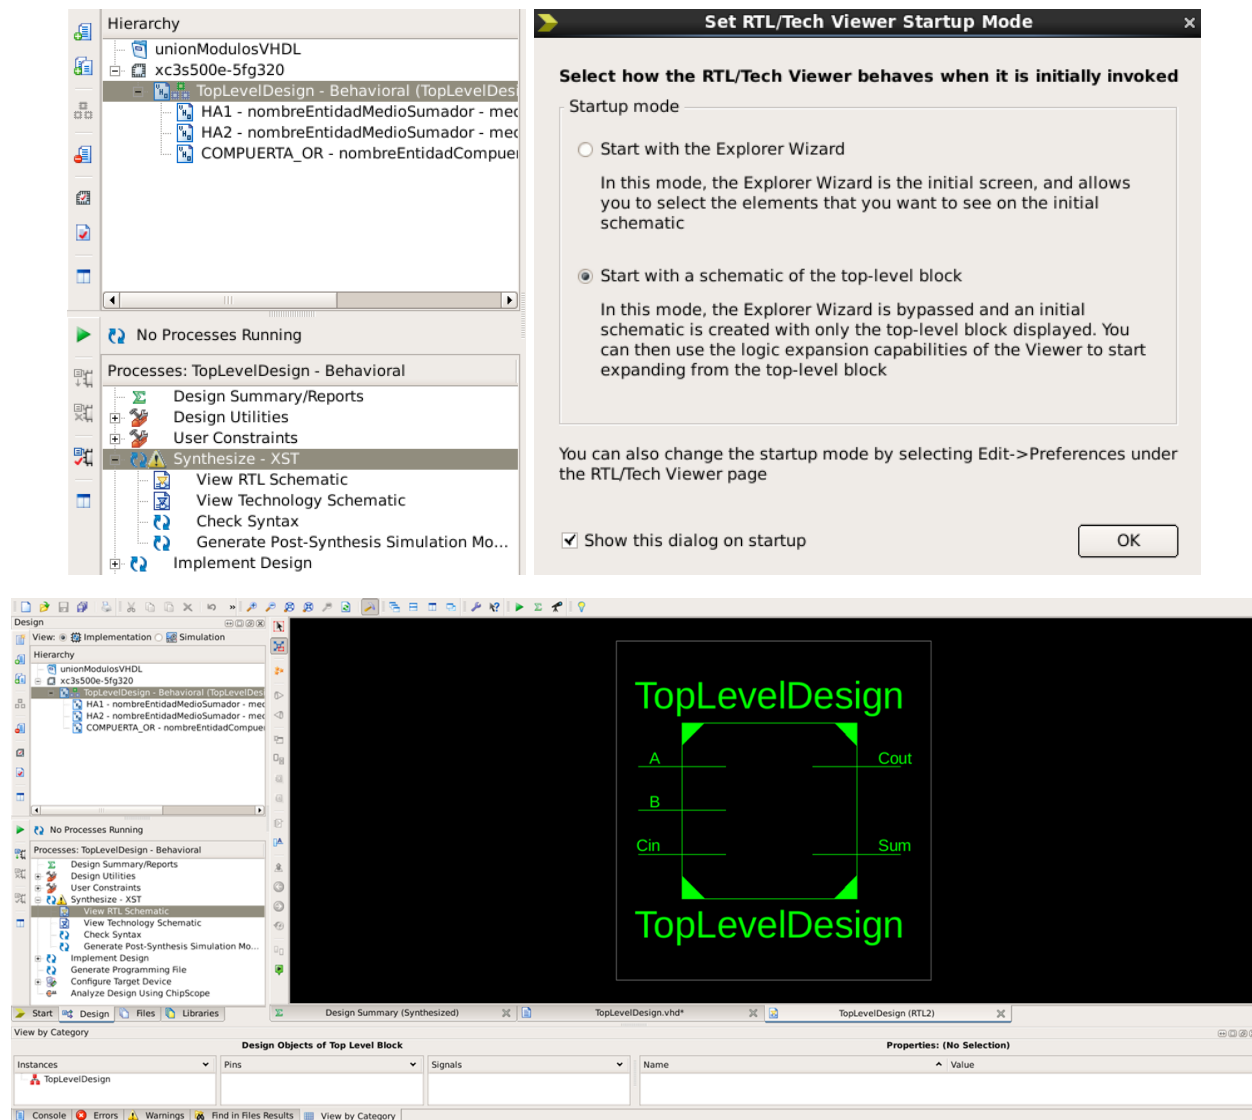 Hierarchy
unionModulosVHDL
xc3s500e-5fg320
TopLevelDesign - Behavioral (TopLevelDesi
HA1 - nombreEntidadMedioSumador - med
HA2 - nombreEntidadMedioSumador - med
COMPUERTA_OR - nombreEntidadCompuer
No Processes Running
Processes: TopLevelDesign - Behavioral
Design Summary/Reports
Design Utilities
User Constraints
Synthesize - XST
View RTL Schematic
View Technology Schematic
Check Syntax
Generate Post-Synthesis Simulation Mo...
Implement Design
Set RTL/Tech Viewer Startup Mode
Select how the RTL/Tech Viewer behaves when it is initially invoked
Startup mode
Start with the Explorer Wizard
In this mode, the Explorer Wizard is the initial screen, and allows
you to select the elements that you want to see on the initial
schematic
Start with a schematic of the top-level block
In this mode, the Explorer Wizard is bypassed and an initial
schematic is created with only the top-level block displayed. You
can then use the logic expansion capabilities of the Viewer to start
expanding from the top-level block
You can also change the startup mode by selecting Edit->Preferences under
the RTL/Tech Viewer page
Show this dialog on startup
OK
Design
View: Implementation Simulation
Hierarchy
unionModulosVHDL
xc3s500e-5fg320
TopLevelDesign - Behavioral (TopLevelDesi
HA1 - nombreEntidadMedioSumador - med
HA2 - nombreEntidadMedioSumador - med
COMPUERTA_OR - nombreEntidadCompuer
No Processes Running
Processes: TopLevelDesign - Behavioral
Design Summary/Reports
Design Utilities
User Constraints
Synthesize - XST
View RTL Schematic
View Technology Schematic
Check Syntax
Generate Post-Synthesis Simulation Mo...
Implement Design
Generate Programming File
Configure Target Device
Analyze Design Using ChipScope
Start Design Files Libraries
TopLevelDesign
A Cout
B
Cin Sum
TopLevelDesign
Design Summary (Synthesized) TopLevelDesign.vhd* TopLevelDesign (RTL2)
View by Category
Design Objects of Top Level Block Properties: (No Selection)
Instances Pins Signals Name Value
TopLevelDesign
Console Errors Warnings Find in Files Results View by Category